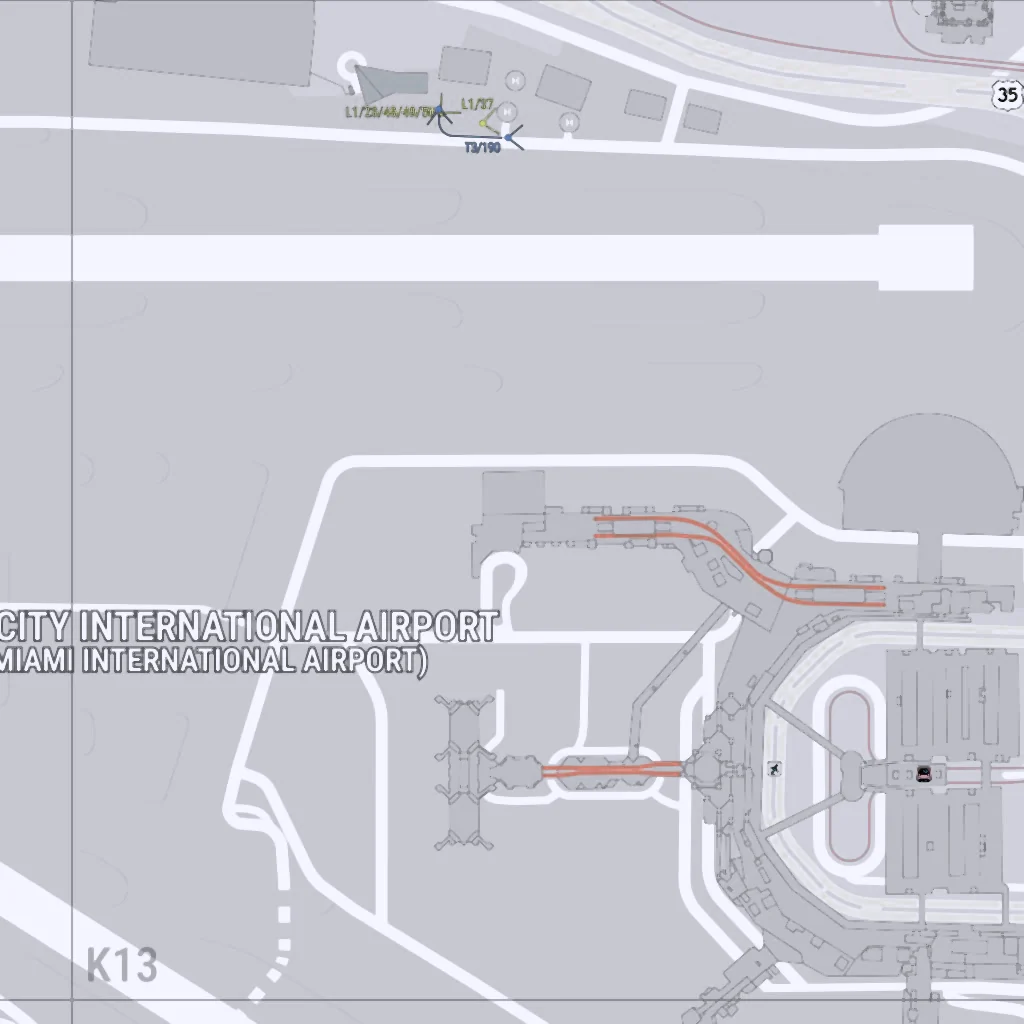 35
H
L1/37
L1/23/48/49/50
H
H
T3/190
CITY INTERNATIONAL AIRPORT
MIAMI INTERNATIONAL AIRPORT)
K13